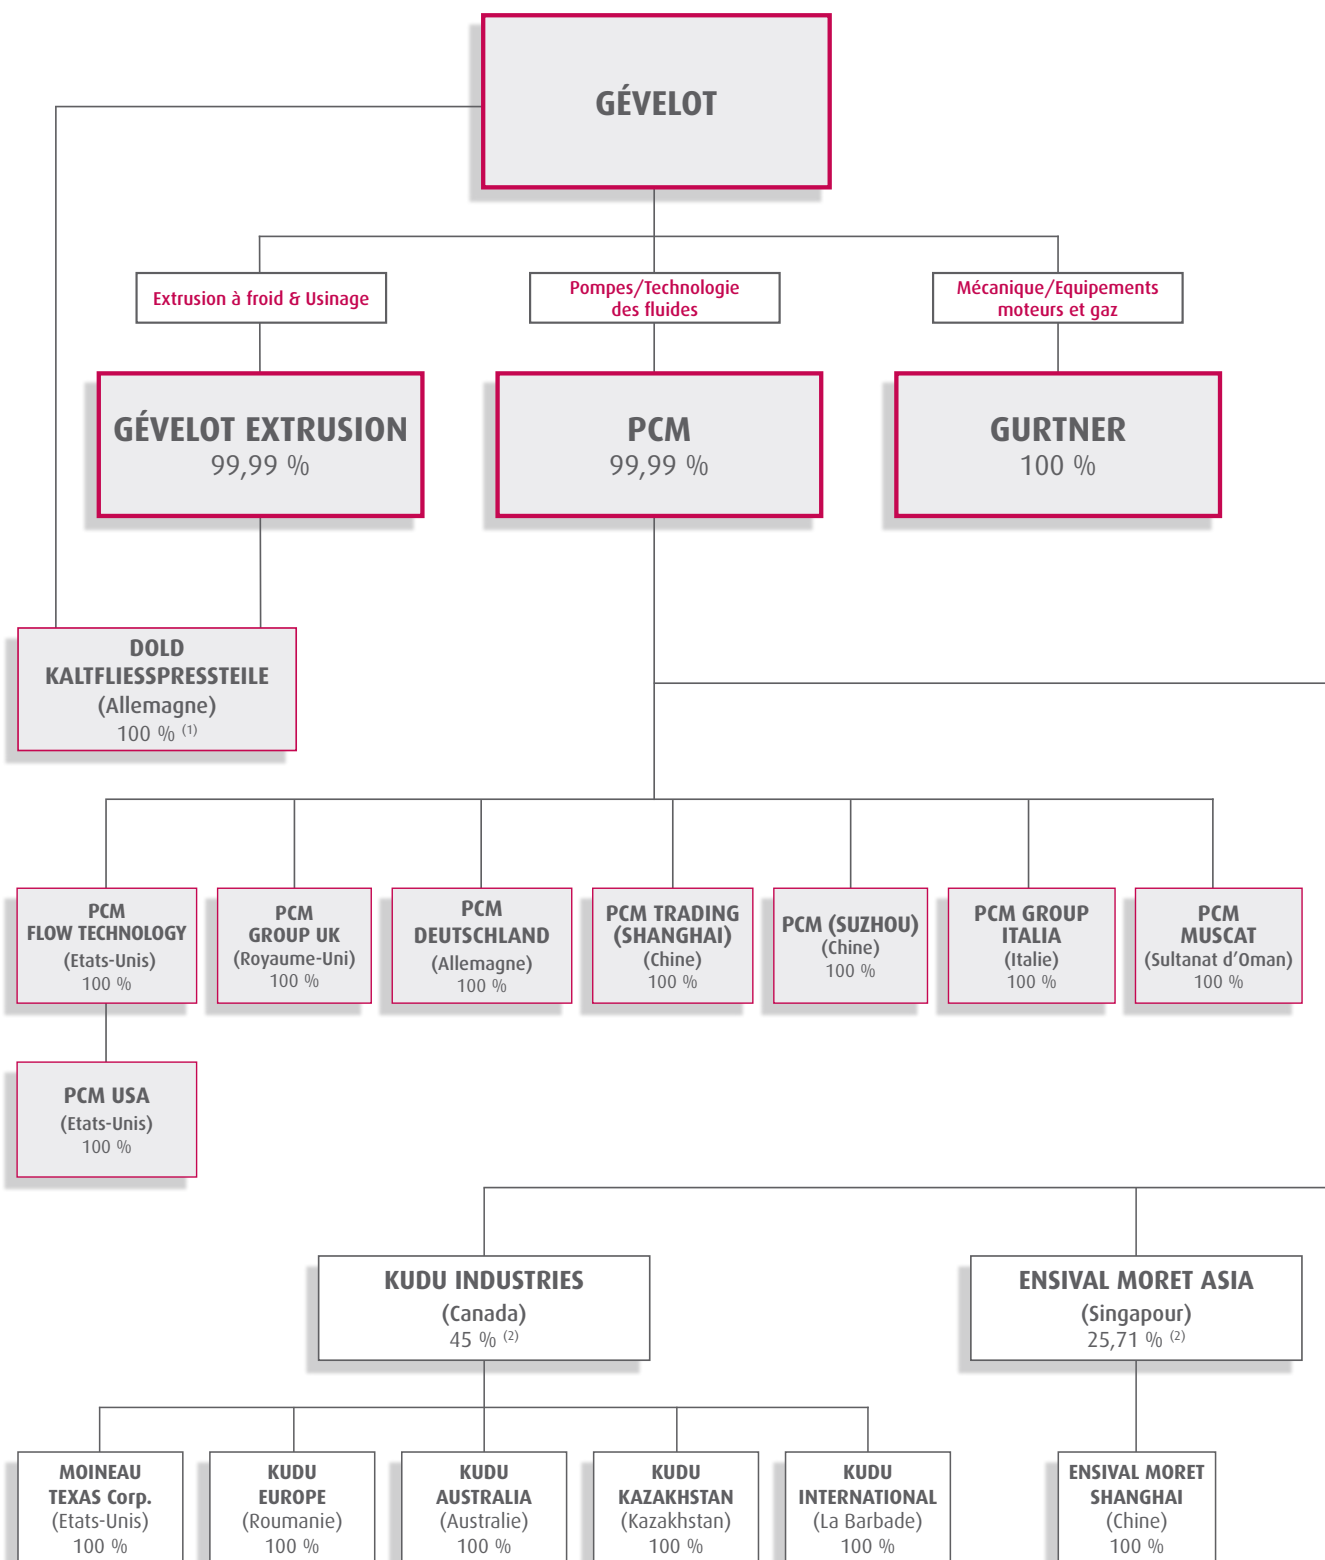 GÉVELOT
Extrusion à froid & Usinage
Pompes/Technologie
des fluides
Mécanique/Equipements
moteurs et gaz
GÉVELOT EXTRUSION
99,99 %
PCM
99,99 %
GURTNER
100 %
DOLD
KALTFLIESSPRESSTEILE
(Allemagne)
100 % (1)
PCM
FLOW TECHNOLOGY
(Etats-Unis)
100 %
PCM
GROUP UK
(Royaume-Uni)
100 %
PCM
DEUTSCHLAND
(Allemagne)
100 %
PCM TRADING
(SHANGHAI)
(Chine)
100 %
PCM (SUZHOU)
(Chine)
100 %
PCM GROUP
ITALIA
(Italie)
100 %
PCM
MUSCAT
(Sultanat d’Oman)
100 %
PCM USA
(Etats-Unis)
100 %
KUDU INDUSTRIES
(Canada)
45 % (2)
ENSIVAL MORET ASIA
(Singapour)
25,71 % (2)
MOINEAU
TEXAS Corp.
(Etats-Unis)
100 %
KUDU
EUROPE
(Roumanie)
100 %
KUDU
AUSTRALIA
(Australie)
100 %
KUDU
KAZAKHSTAN
(Kazakhstan)
100 %
KUDU
INTERNATIONAL
(La Barbade)
100 %
ENSIVAL MORET
SHANGHAI
(Chine)
100 %